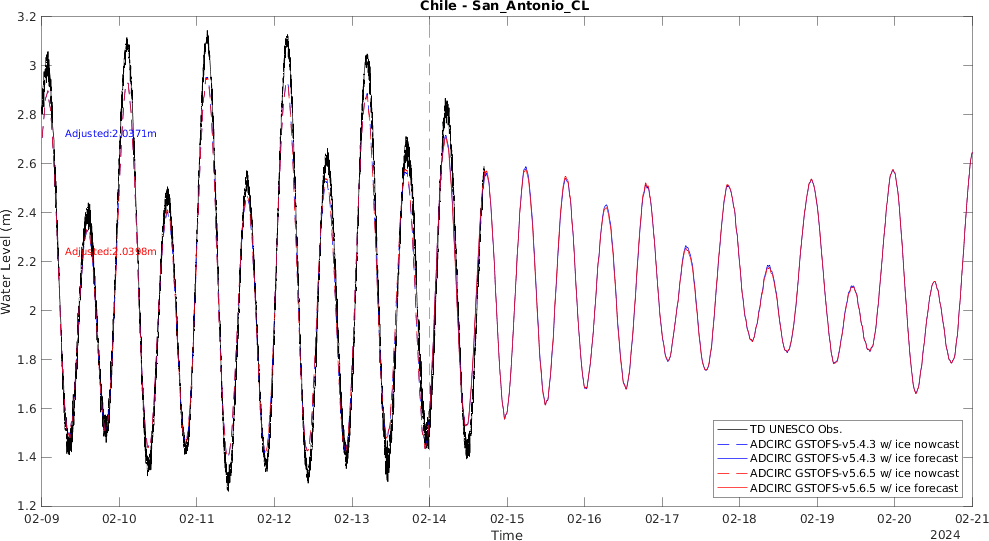 Chile - San_Antonio_CL
3.2
3
2.8
2.6
2.4
2.2
2
1.8
1.6
1.4
1.2
Water Level (m)
Adjusted:2.0371m
Adjusted:2.0398m
TD UNESCO Obs.
ADCIRC GSTOFS-v5.4.3 w/ ice nowcast
ADCIRC GSTOFS-v5.4.3 w/ ice forecast
ADCIRC GSTOFS-v5.6.5 w/ ice nowcast
ADCIRC GSTOFS-v5.6.5 w/ ice forecast
02-09 02-10 02-11 02-12 02-13 02-14 02-15 02-16 02-17 02-18 02-19 02-20 02-21
Time
2024